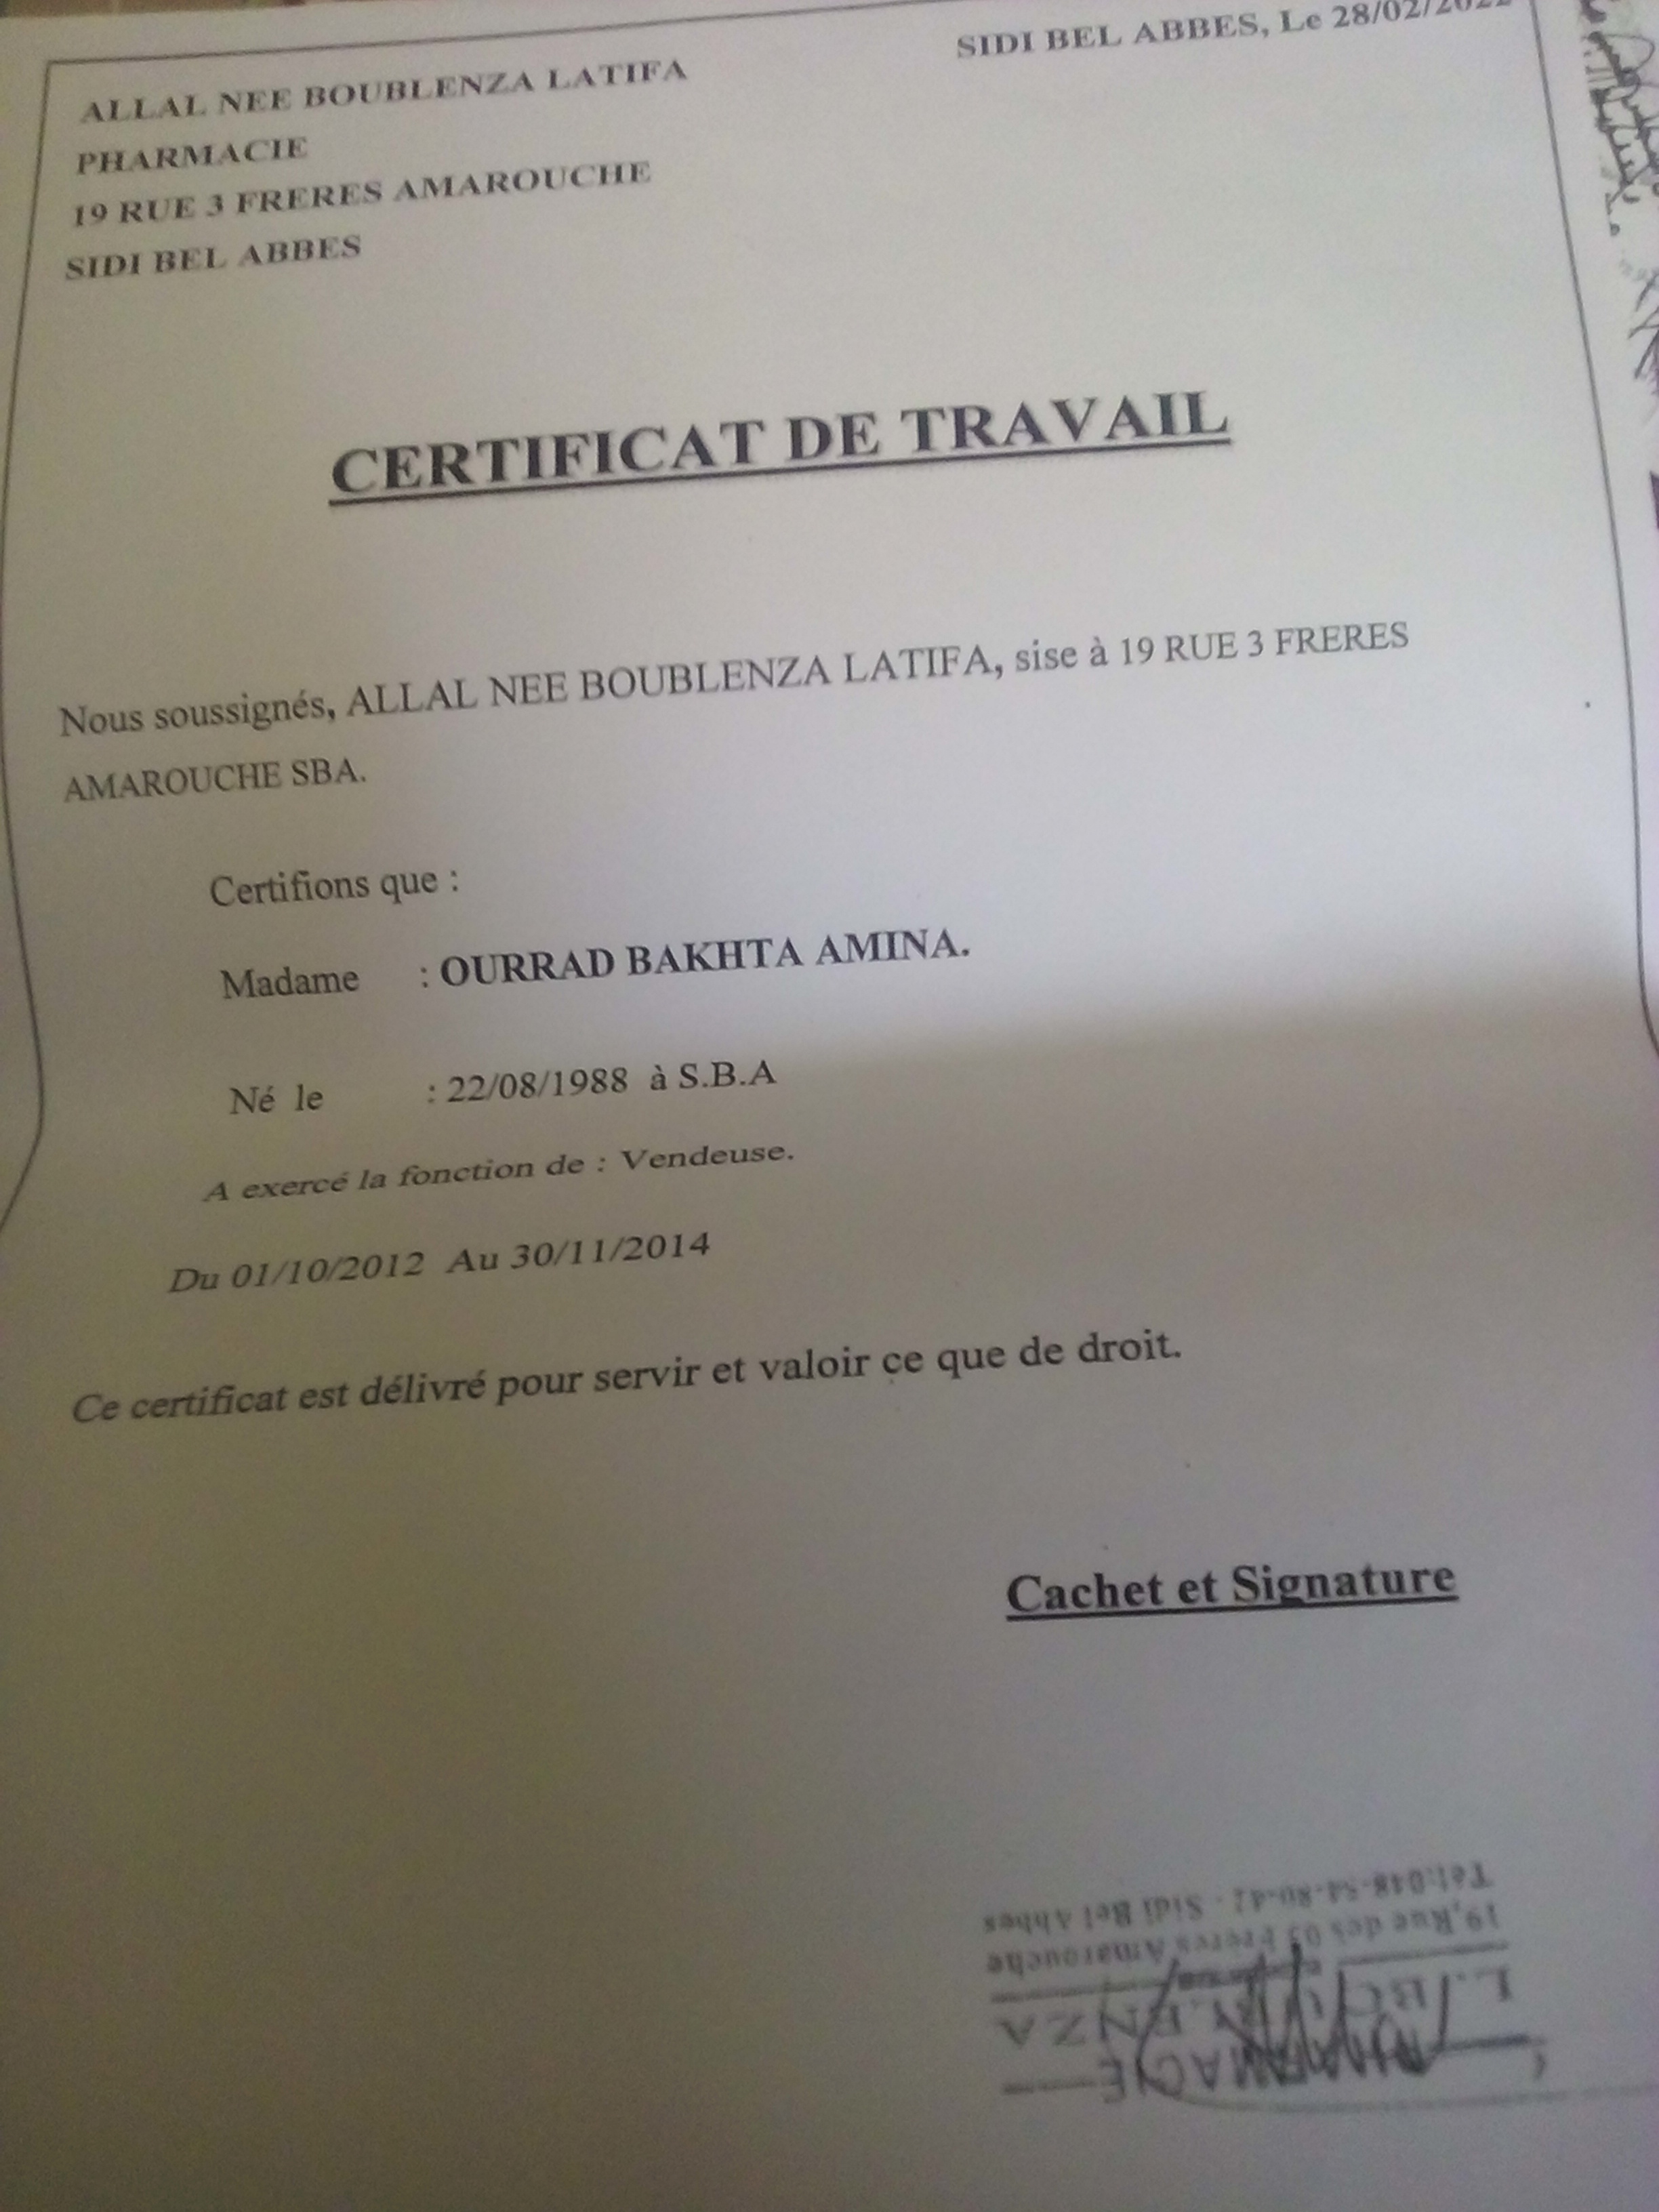 SIDI BEL ABBES, Le 28/02/2022
ALLAL NEE BOUBLENZA LATIFA
PHARMACIE
19 RUE 3 FRERES AMAROUCHE
SIDI BEL ABBES
CERTIFICAT DE TRAVAIL
Nous soussignés, ALLAL NEE BOUBLENZA LATIFA, sise à 19 RUE 3 FRERES
AMAROUCHE SBA.
Certifions que :
Madame : OURRAD BAKHTA AMINA.
Né le : 22/08/1988 à S.B.A
A exercé la fonction de : Vendeuse.
Du 01/10/2012 Au 30/11/2014
Ce certificat est délivré pour servir et valoir ce que de droit.
Cachet et Signature
PHARMACIE
L. BOUBLENZA
19, Rue des 03 Frères Amarouche
Tél: 048-54-80-42 - Sidi Bel Abbes